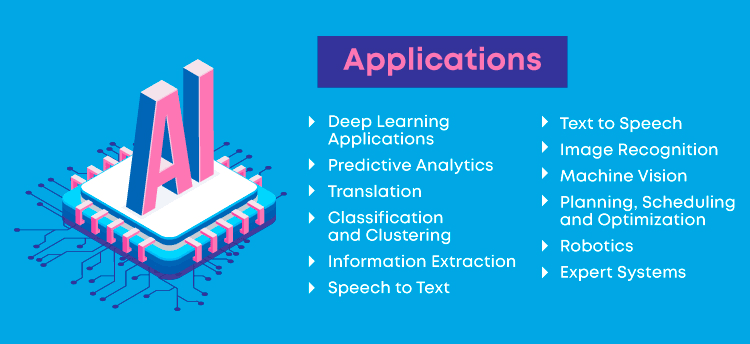 AI
Applications
Deep Learning
Applications
Predictive Analytics
Translation
Classification
and Clustering
Information Extraction
Speech to Text
Text to Speech
Image Recognition
Machine Vision
Planning, Scheduling
and Optimization
Robotics
Expert Systems